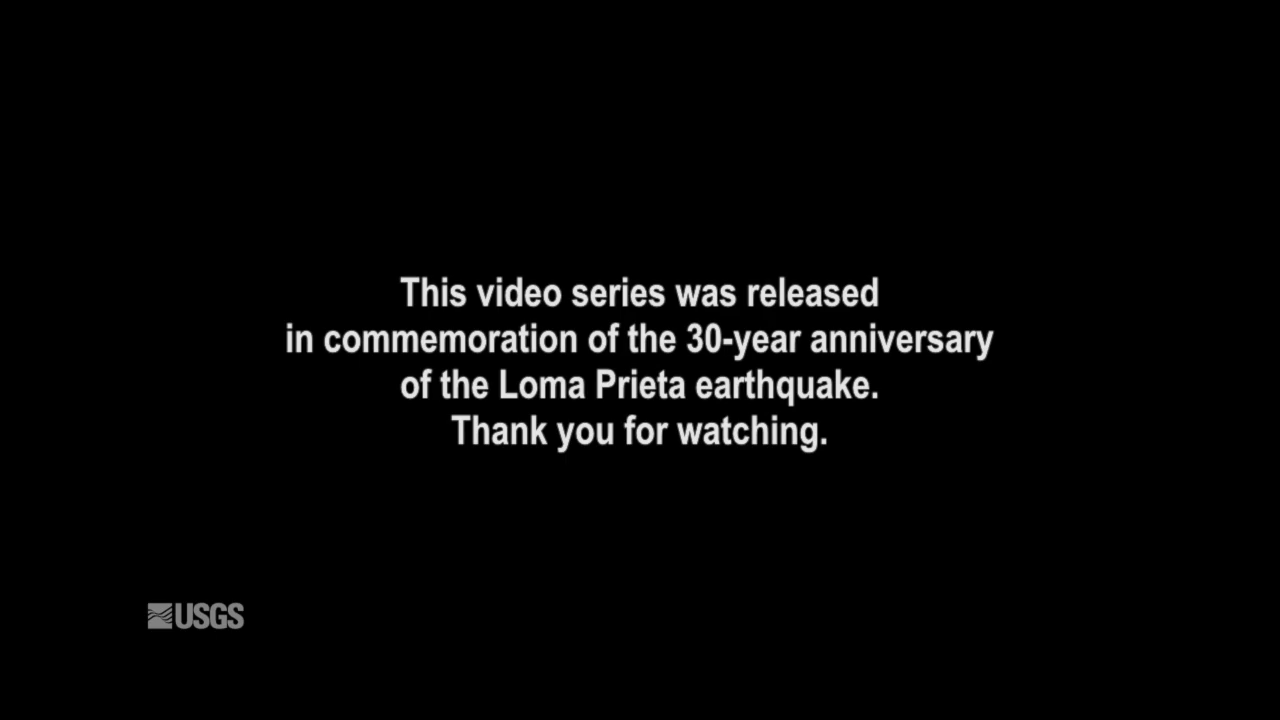 This video series was released
in commemoration of the 30-year anniversary
of the Loma Prieta earthquake.
Thank you for watching.
USGS